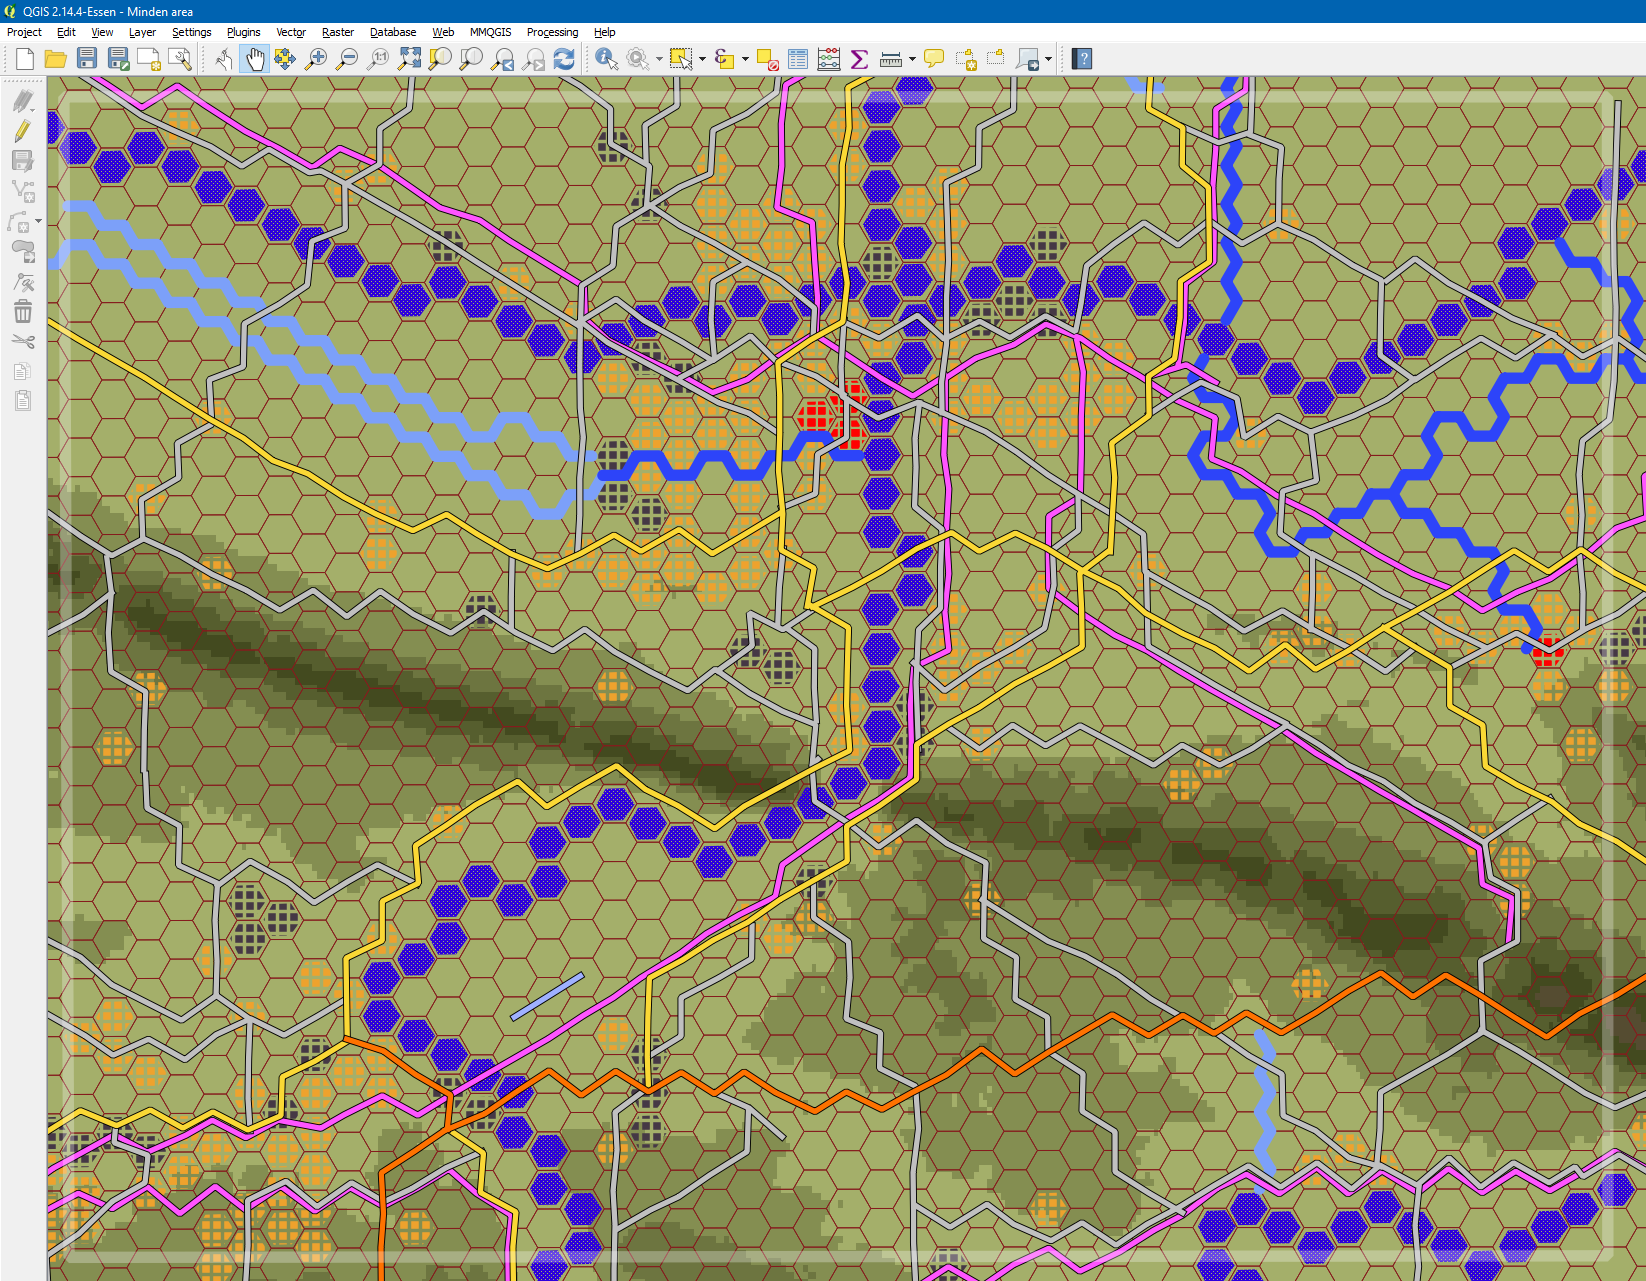 QGIS 2.14.4-Essen - Minden area
Project Edit View Layer Settings Plugins Vector Raster Database Web MMQGIS Processing Help